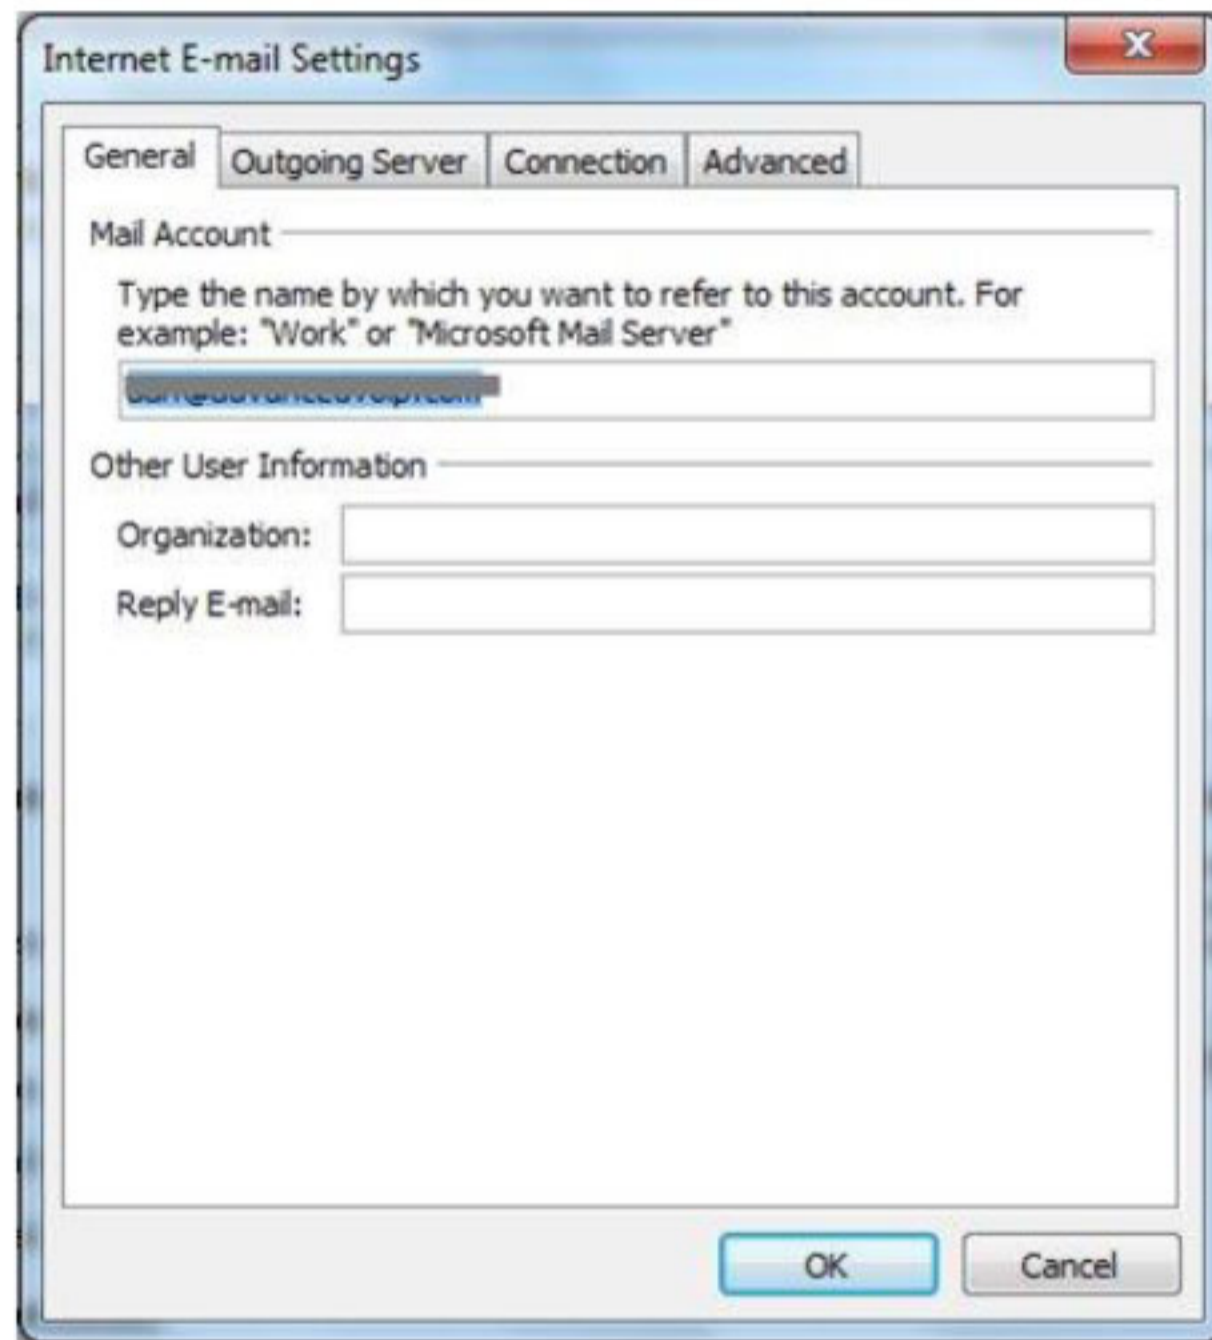 Internet E-mail Settings
General
Outgoing Server
Connection
Advanced
Mail Account
Type the name by which you want to refer to this account. For
example: "Work" or "Microsoft Mail Server"
Other User Information
Organization:
Reply E-mail:
OK
Cancel